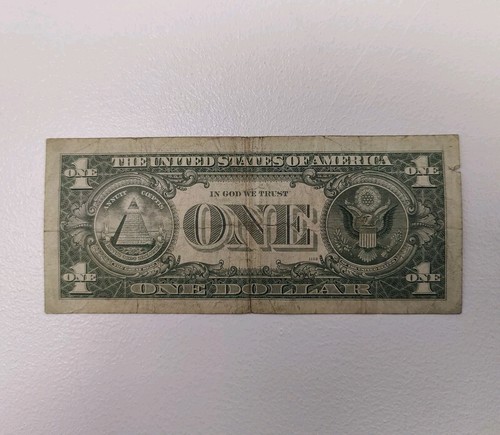 1 THE UNITED STATES OF AMERICA 1
ONE ONE
IN GOD WE TRUST
ANNUIT COEPTIS
ONE
ONE ONE
1 ONE DOLLAR 1